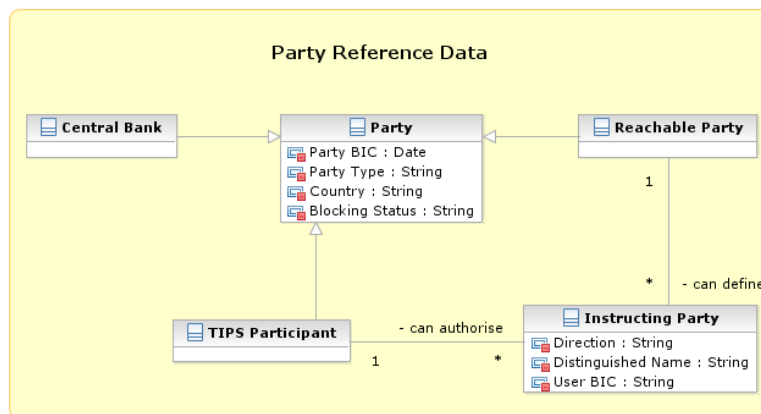 Party Reference Data
Central Bank
Party
Reachable Party
Party BIC : Date
Party Type : String
Country : String
Blocking Status : String
1
*
- can define
TIPS Participant
- can authorise
1
*
Instructing Party
Direction : String
Distinguished Name : String
User BIC : String